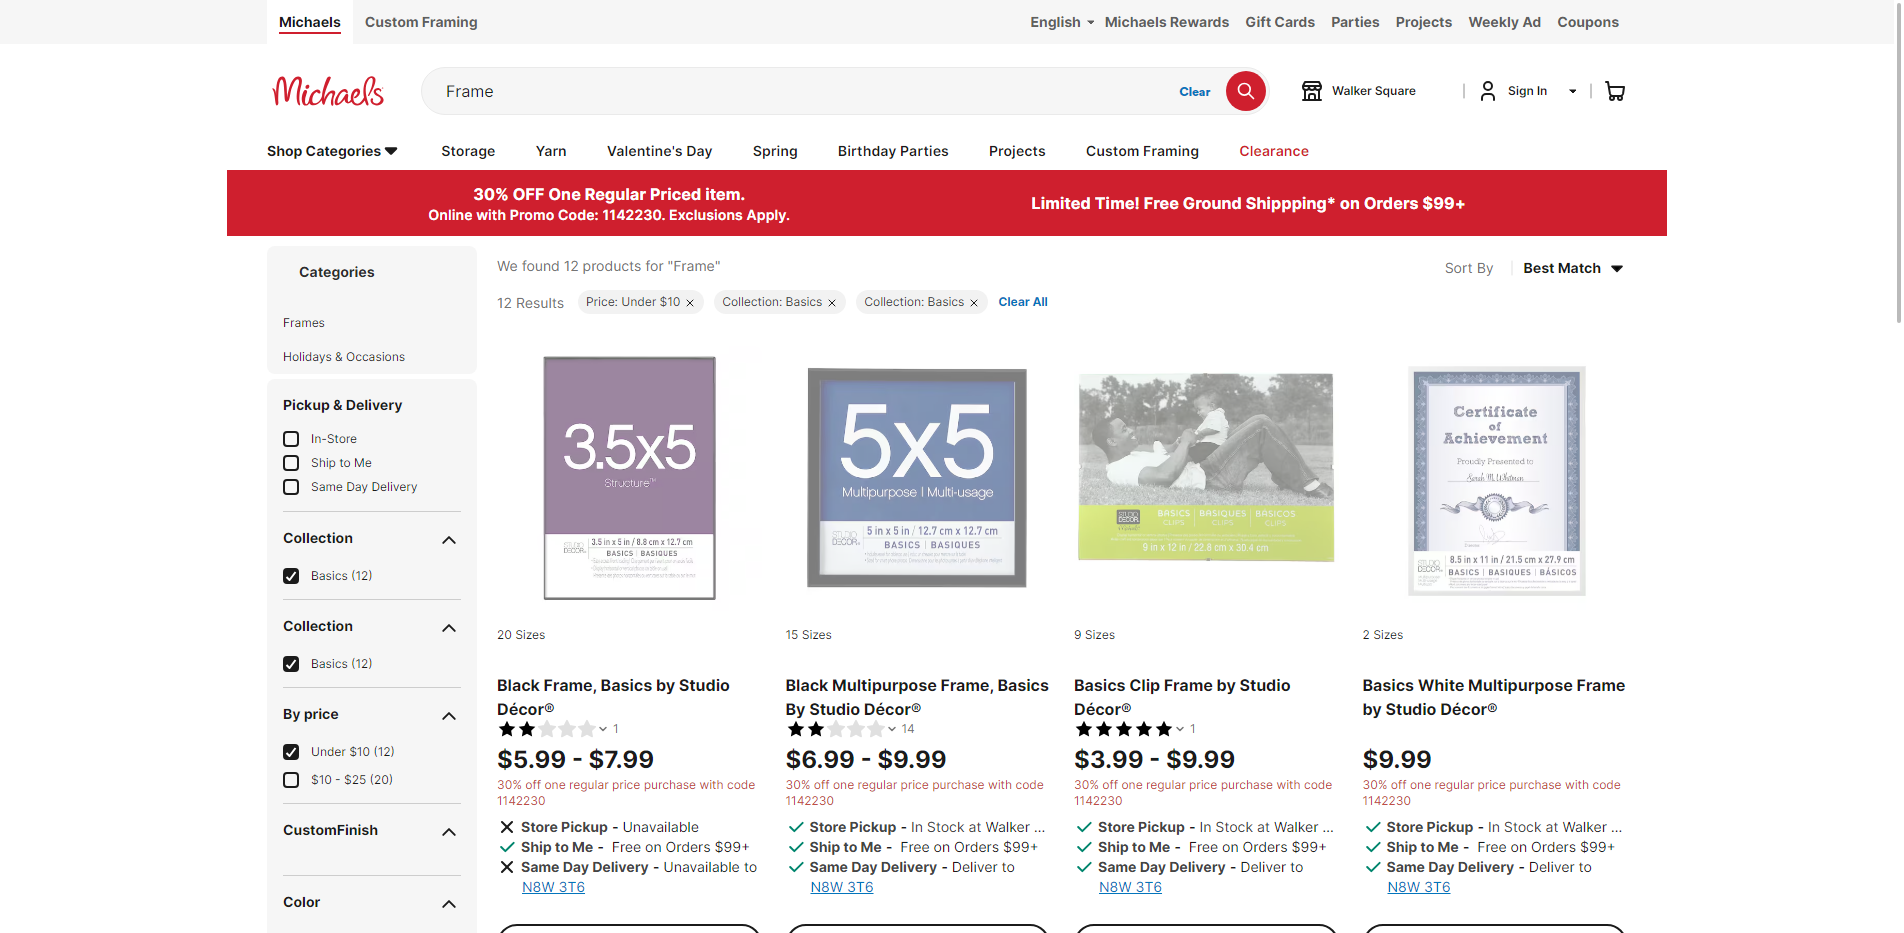 Michaels
Custom Framing
English
Michaels Rewards
Gift Cards
Parties
Projects
Weekly Ad
Coupons
Michaels
Frame
Clear
Walker Square
Sign In
Shop Categories
Storage
Yarn
Valentine's Day
Spring
Birthday Parties
Projects
Custom Framing
Clearance
30% OFF One Regular Priced item.
Online with Promo Code: 1142230. Exclusions Apply.
Limited Time! Free Ground Shippping* on Orders $99+
Categories
Frames
Holidays & Occasions
Pickup & Delivery
In-Store
Ship to Me
Same Day Delivery
Collection
Basics (12)
Collection
Basics (12)
By price
Under $10 (12)
$10 - $25 (20)
CustomFinish
Color
We found 12 products for "Frame"
Sort By
Best Match
12 Results
Price: Under $10
Collection: Basics
Collection: Basics
Clear All
3.5x5
Structure™
STUDIO
DECOR
3.5 in x 5 in / 8.8 cm x 12.7 cm
BASICS | BASIQUES
20 Sizes
Black Frame, Basics by Studio
Décor®
1
$5.99 - $7.99
30% off one regular price purchase with code
1142230
Store Pickup - Unavailable
Ship to Me - Free on Orders $99+
Same Day Delivery - Unavailable to
N8W 3T6
5x5
Multipurpose | Multi-usage
STUDIO
DECOR
5 in x 5 in / 12.7 cm x 12.7 cm
BASICS | BASIQUES
15 Sizes
Black Multipurpose Frame, Basics
By Studio Décor®
14
$6.99 - $9.99
30% off one regular price purchase with code
1142230
Store Pickup - In Stock at Walker ...
Ship to Me - Free on Orders $99+
Same Day Delivery - Deliver to
N8W 3T6
STUDIO
DECOR
BASICS | BASIQUES | BÁSICOS
CLIPS | CLIPS | CLIPS
9 in x 12 in / 22.8 cm x 30.4 cm
9 Sizes
Basics Clip Frame by Studio
Décor®
1
$3.99 - $9.99
30% off one regular price purchase with code
1142230
Store Pickup - In Stock at Walker ...
Ship to Me - Free on Orders $99+
Same Day Delivery - Deliver to
N8W 3T6
Certificate
of
Achievement
Proudly Presented to
Sarah M. Whitman
STUDIO
DECOR
8.5 in x 11 in / 21.5 cm x 27.9 cm
BASICS | BASIQUES | BÁSICOS
2 Sizes
Basics White Multipurpose Frame
by Studio Décor®
$9.99
30% off one regular price purchase with code
1142230
Store Pickup - In Stock at Walker ...
Ship to Me - Free on Orders $99+
Same Day Delivery - Deliver to
N8W 3T6